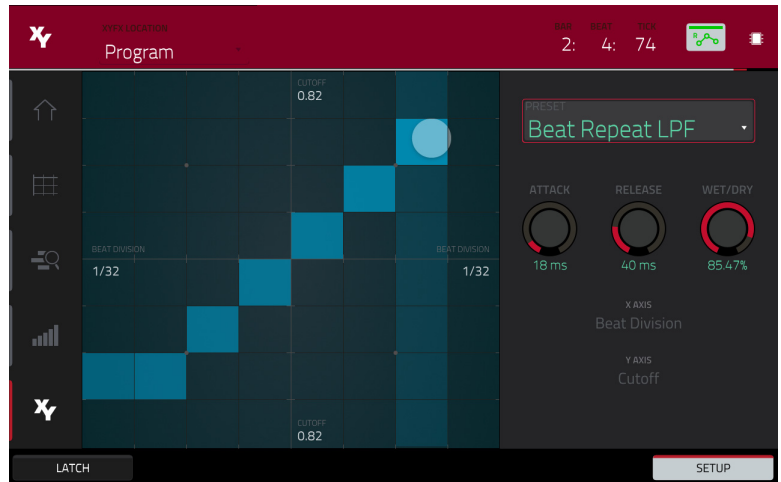 XY
XYFX LOCATION
Program
BAR BEAT TICK
2: 4: 74
R
CUTOFF
0.82
BEAT DIVISION
1/32
BEAT DIVISION
1/32
CUTOFF
0.82
PRESET
Beat Repeat LPF
ATTACK RELEASE WET/DRY
18 ms 40 ms 85.47%
X AXIS
Beat Division
Y AXIS
Cutoff
XY
LATCH
SETUP